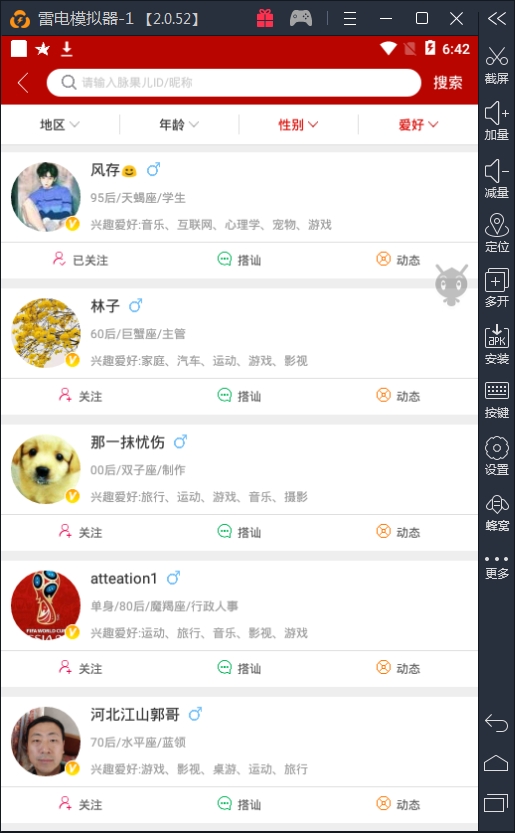 雷电模拟器-1 【2.0.52】
6:42
请输入脉果儿ID/昵称 搜索
地区 年龄 性别 爱好
风存
95后/天蝎座/学生
兴趣爱好:音乐、互联网、心理学、宠物、游戏
已关注 搭讪 动态
林子
60后/巨蟹座/主管
兴趣爱好:家庭、汽车、运动、游戏、影视
关注 搭讪 动态
那一抹忧伤
00后/双子座/制作
兴趣爱好:旅行、运动、游戏、音乐、摄影
关注 搭讪 动态
atteation1
单身/80后/魔羯座/行政人事
兴趣爱好:运动、旅行、音乐、影视、游戏
关注 搭讪 动态
河北江山郭哥
70后/水平座/蓝领
兴趣爱好:游戏、影视、桌游、运动、旅行
关注 搭讪 动态
截屏
加量
减量
定位
多开
APK
安装
按键
设置
蜂窝
更多
FIFA WORLD CUP